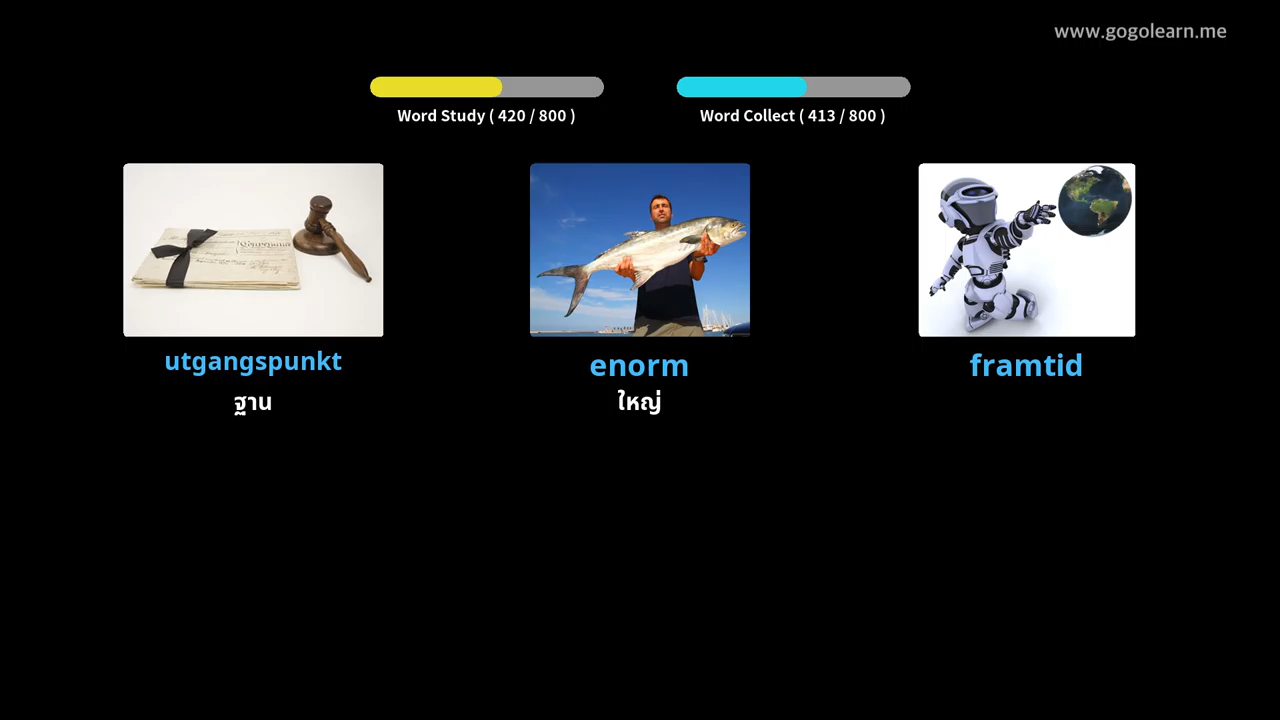 www.gogolearn.me
Word Study ( 420 / 800 )
Word Collect ( 413 / 800 )
utgangspunkt
enorm
framtid
ฐาน
ใหญ่